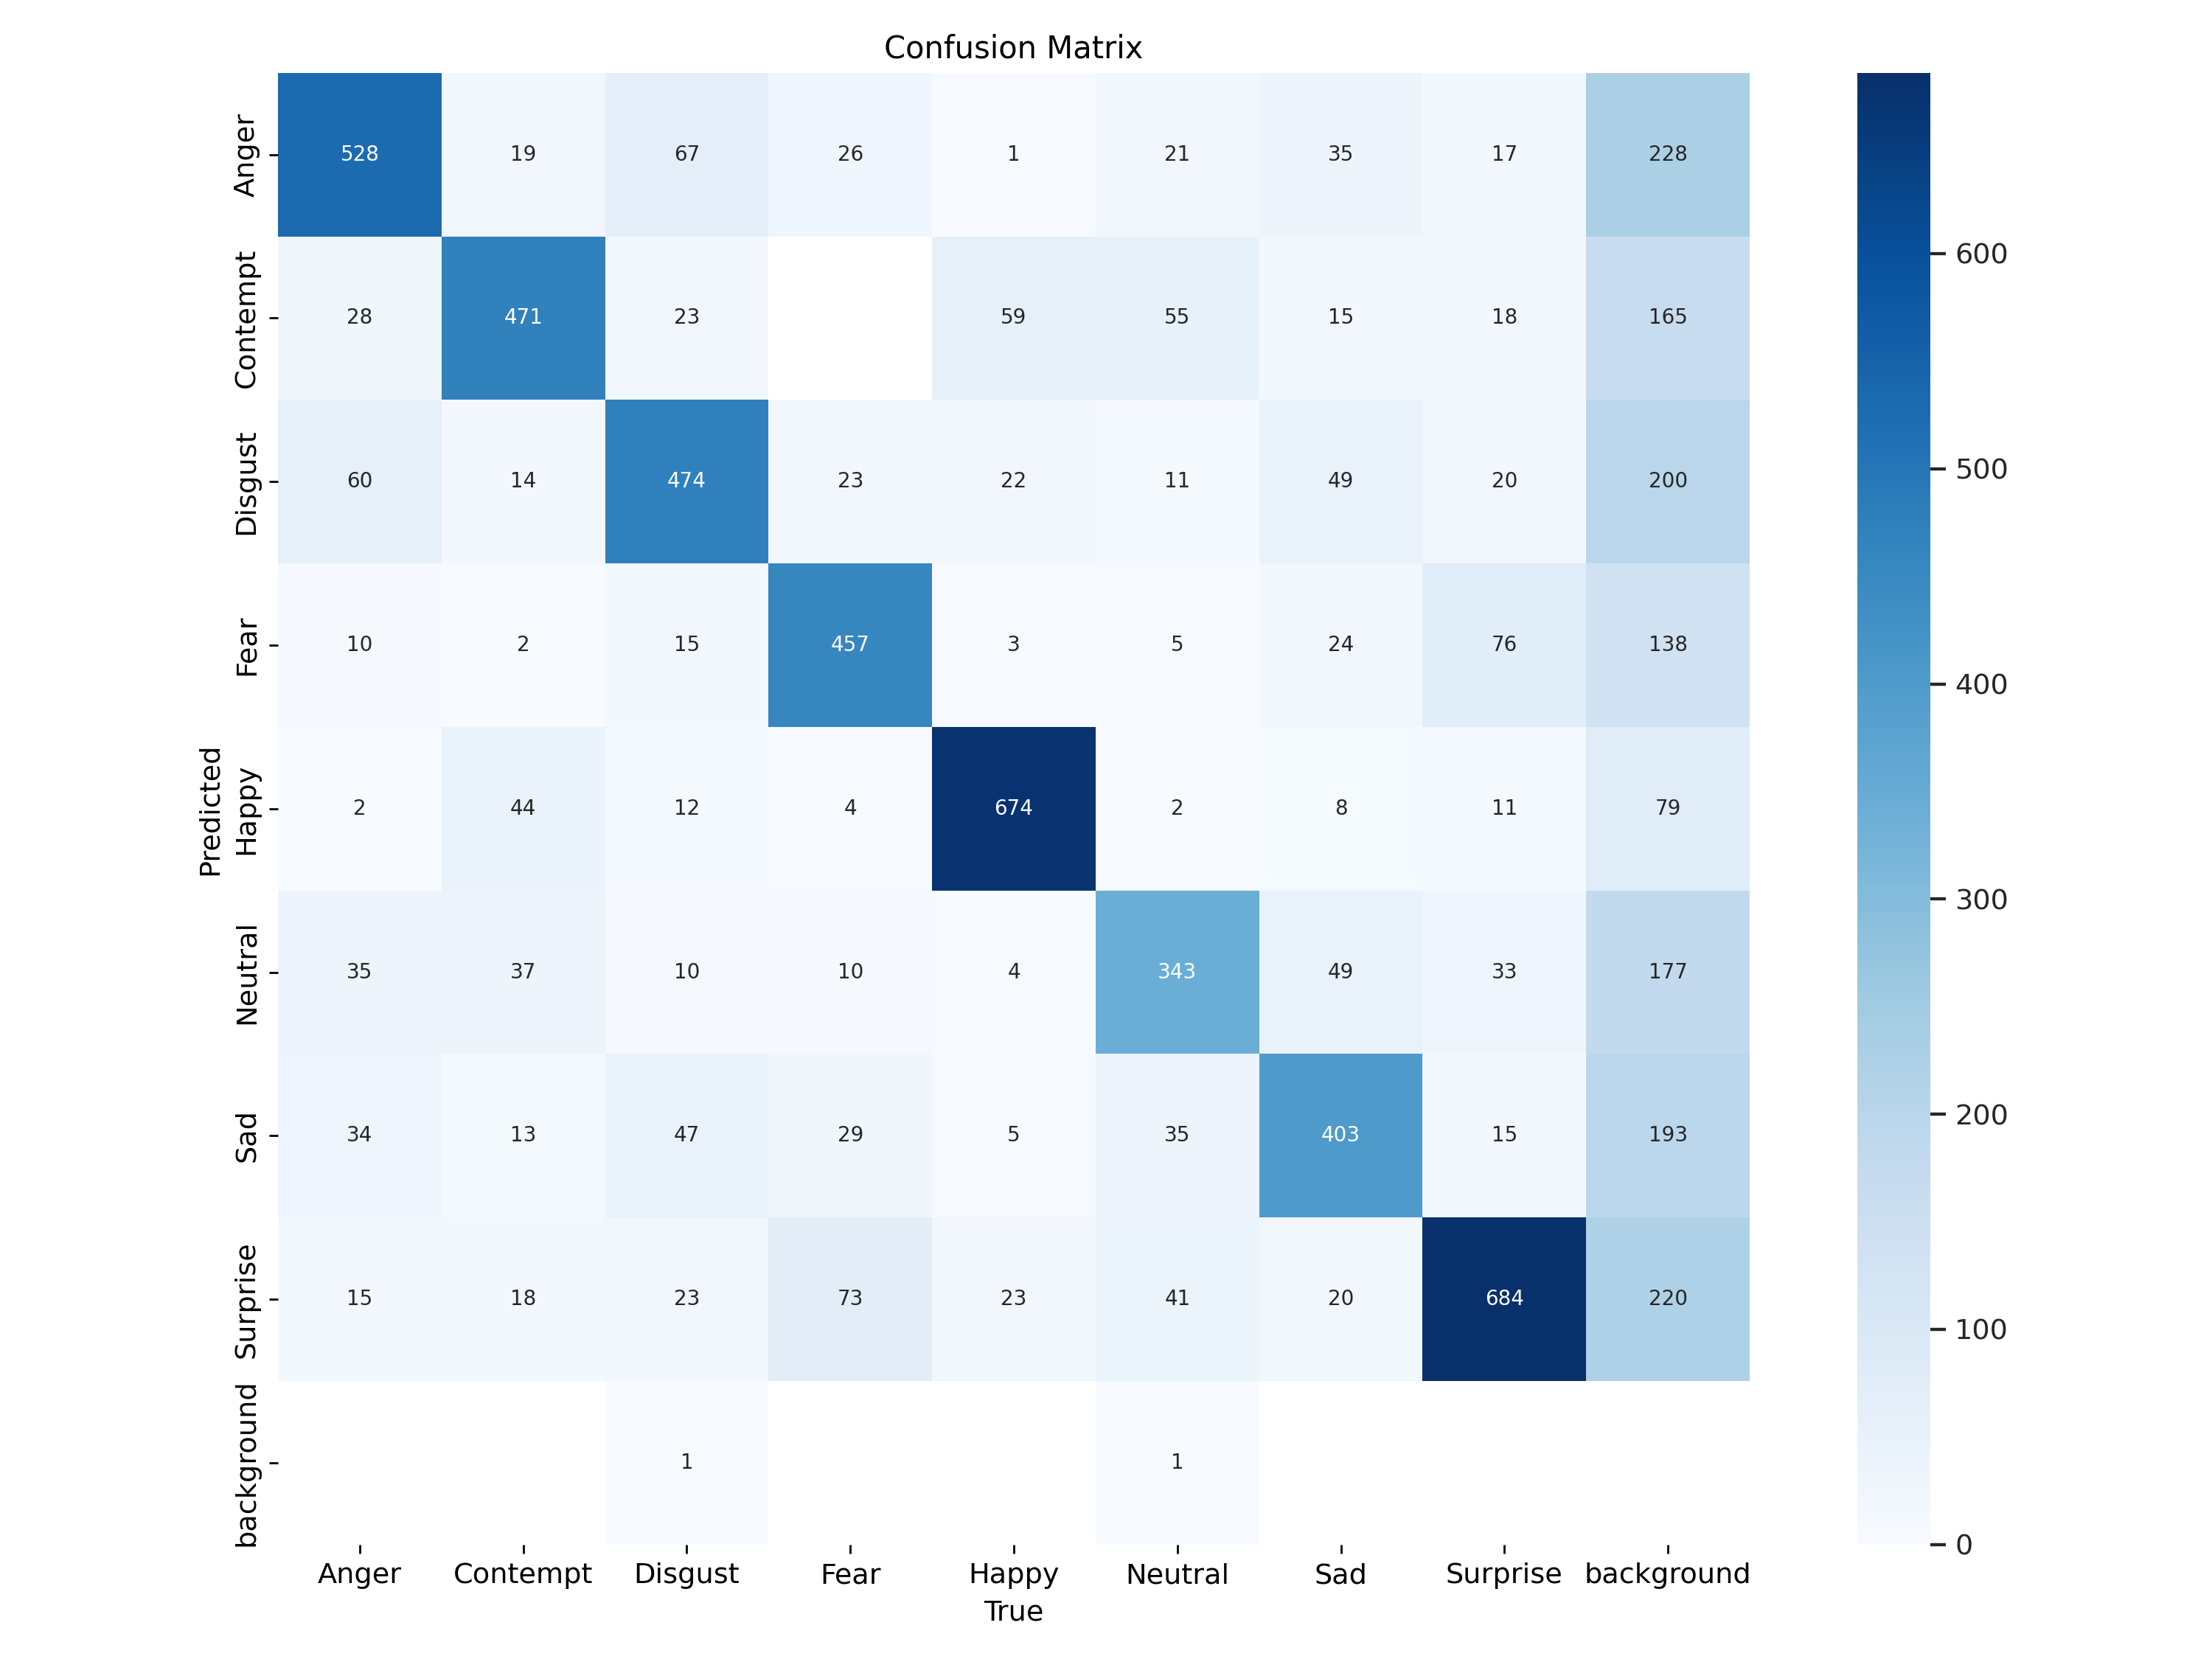 Confusion Matrix
Anger 528 19 67 26 1 21 35 17 228
Contempt 28 471 23 59 55 15 18 165
Disgust 60 14 474 23 22 11 49 20 200
Fear 10 2 15 457 3 5 24 76 138
Happy 2 44 12 4 674 2 8 11 79
Neutral 35 37 10 10 4 343 49 33 177
Sad 34 13 47 29 5 35 403 15 193
Surprise 15 18 23 73 23 41 20 684 220
background 1 1
Predicted
Anger Contempt Disgust Fear Happy Neutral Sad Surprise background
True
600
500
400
300
200
100
0